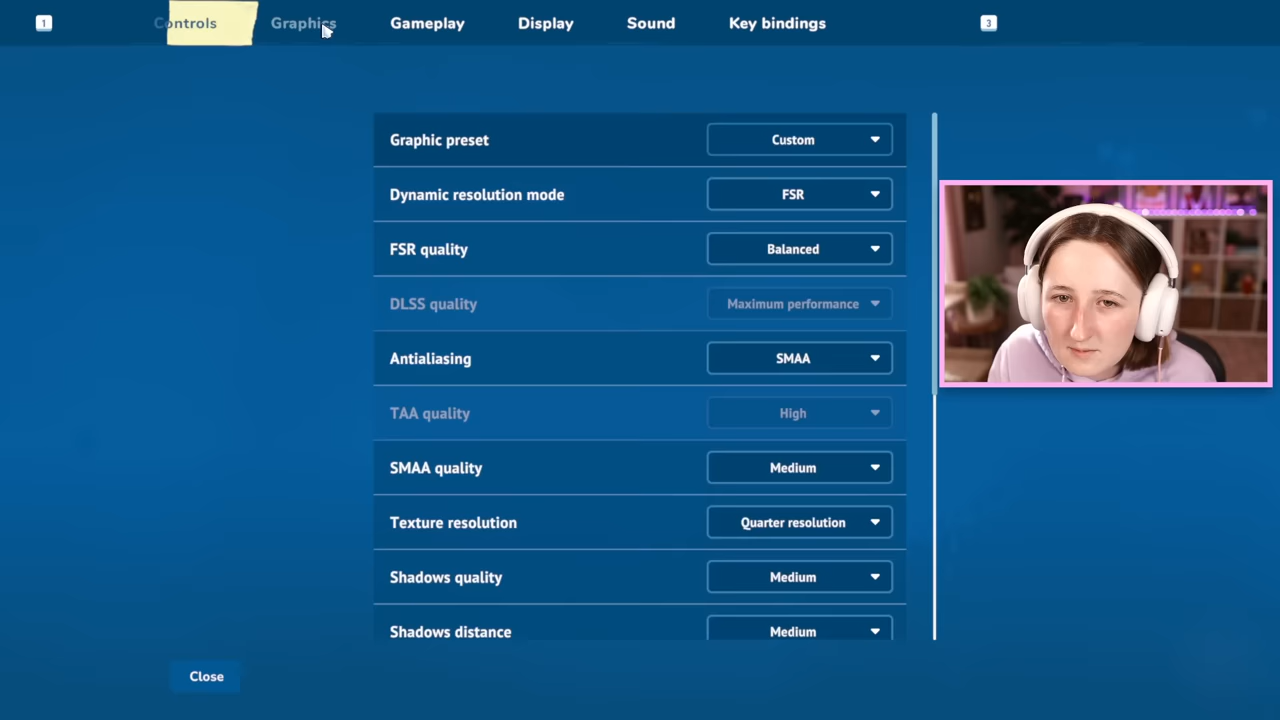 1 Controls Graphics Gameplay Display Sound Key bindings 3
Graphic preset Custom
Dynamic resolution mode FSR
FSR quality Balanced
DLSS quality Maximum performance
Antialiasing SMAA
TAA quality High
SMAA quality Medium
Texture resolution Quarter resolution
Shadows quality Medium
Shadows distance Medium
Close